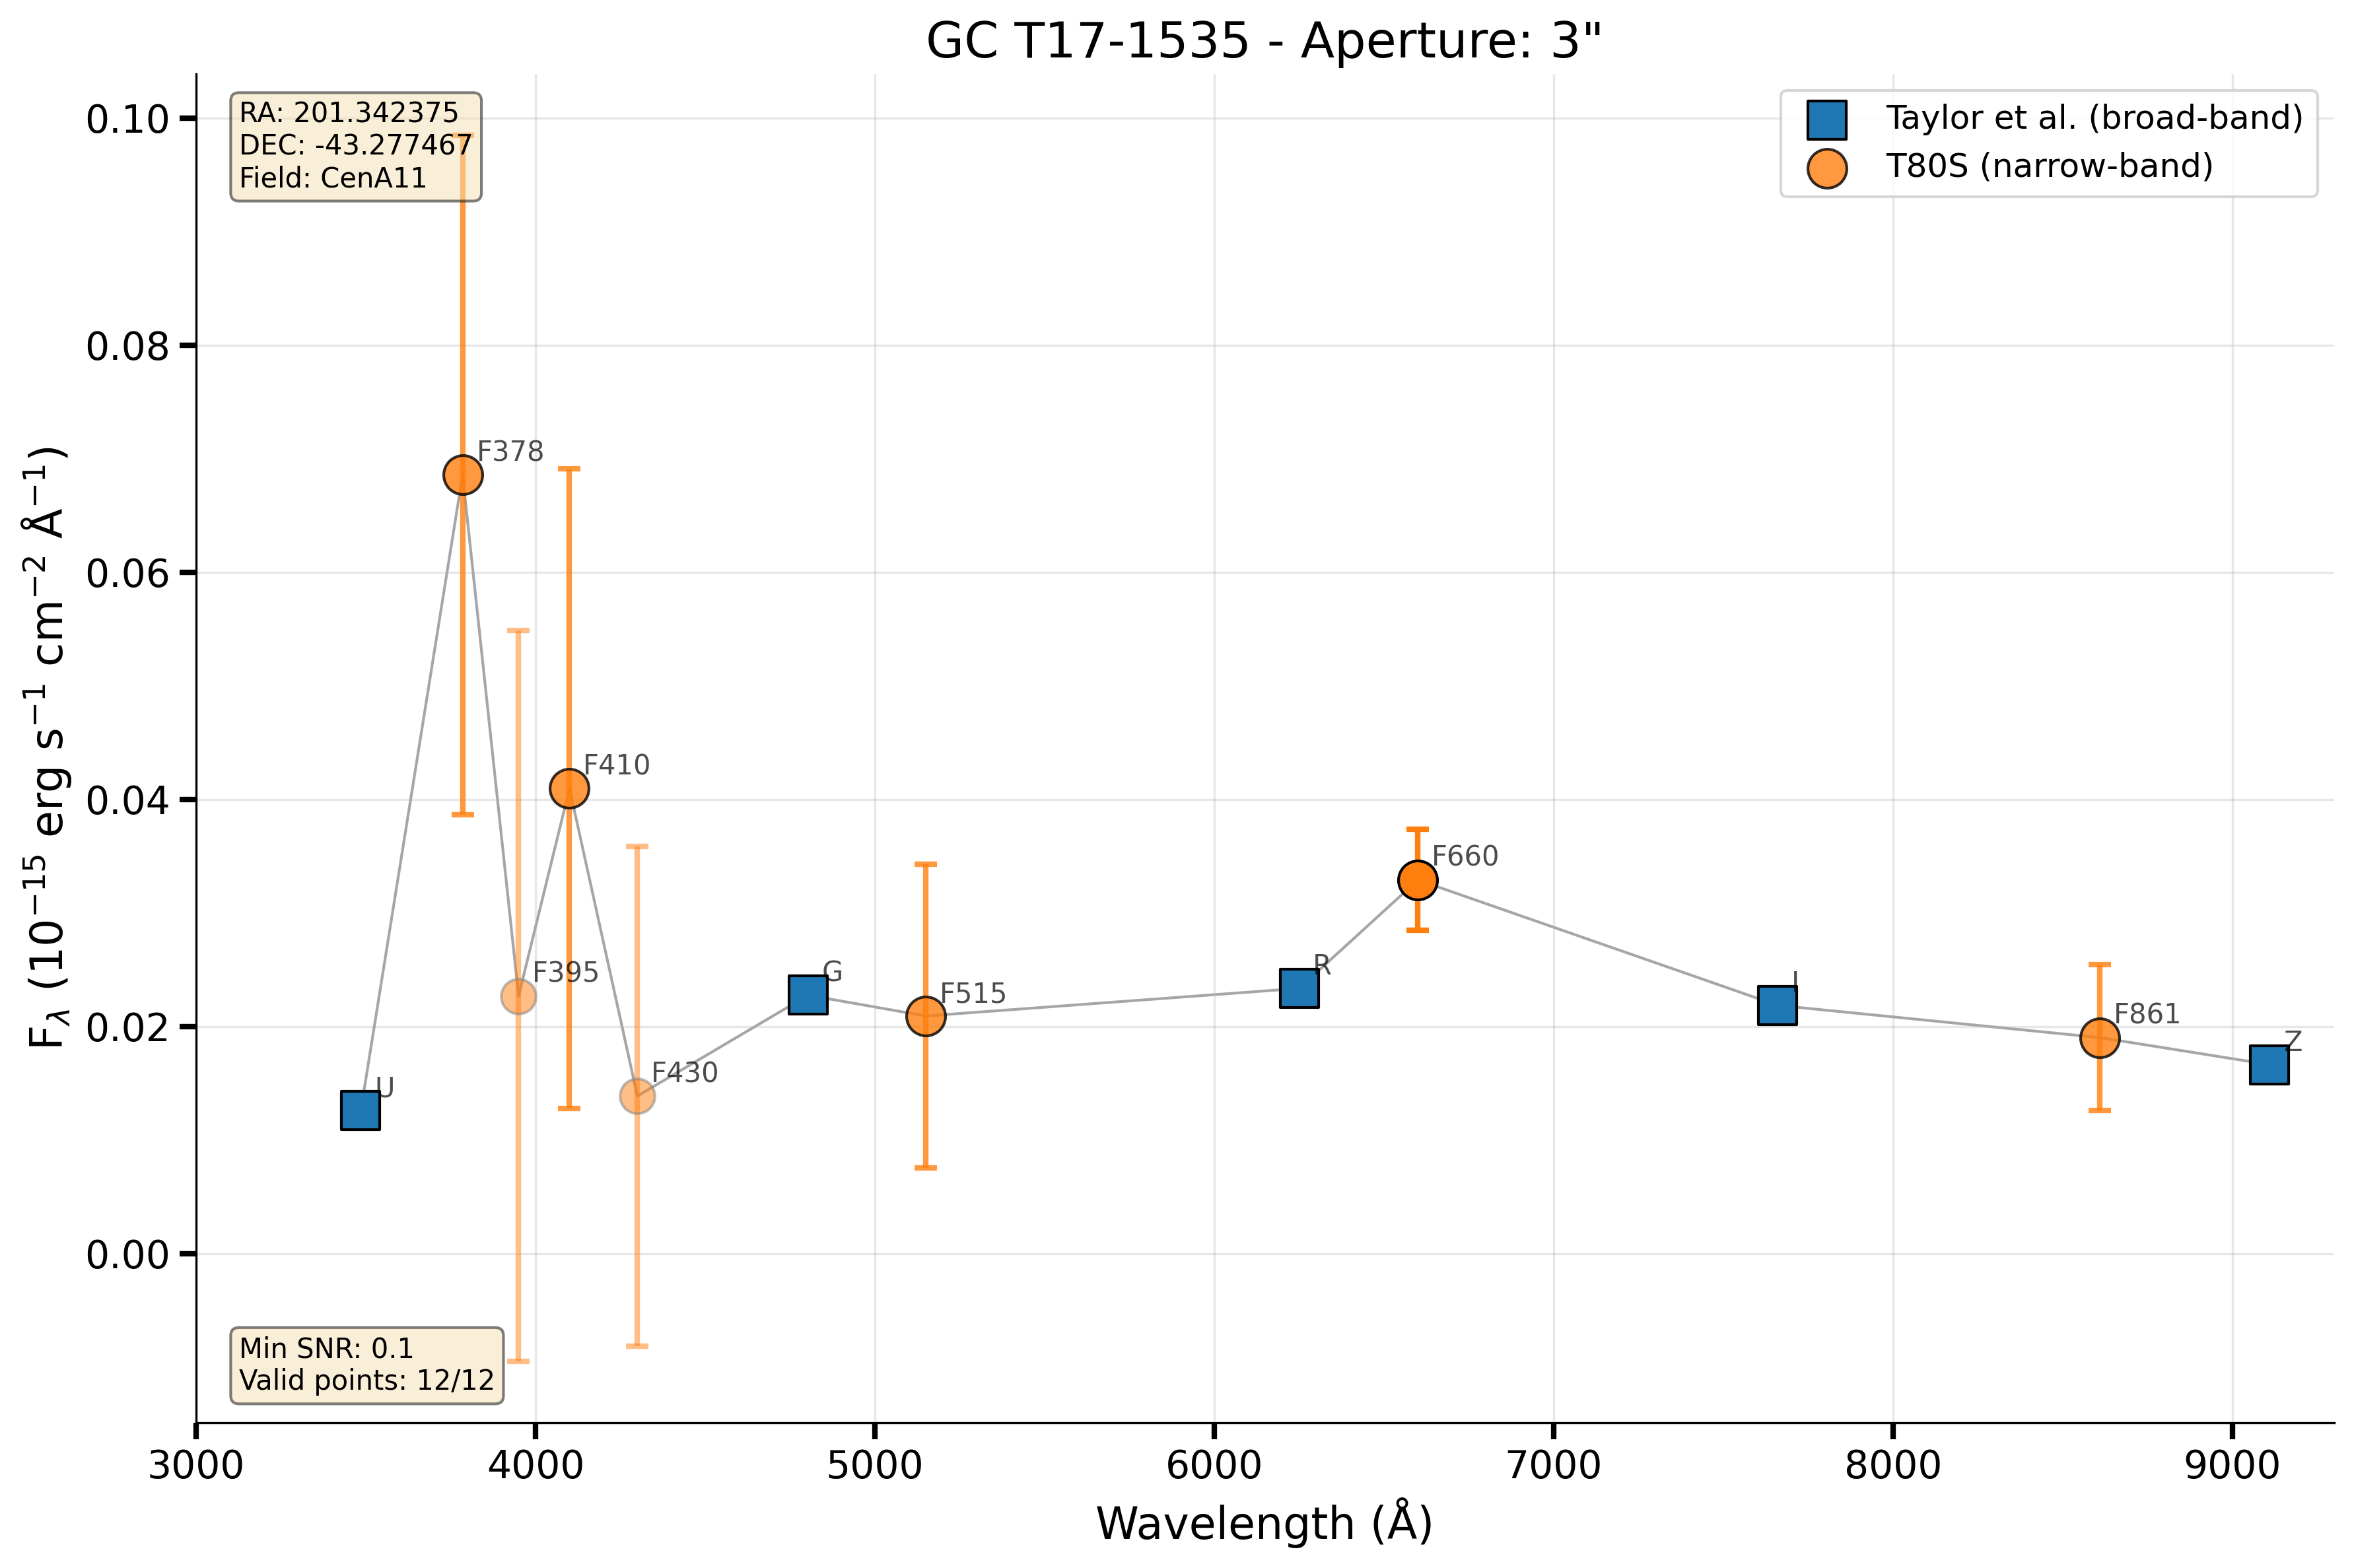 GC T17-1535 - Aperture: 3"
RA: 201.342375
DEC: -43.277467
Field: CenA11
Taylor et al. (broad-band)
T80S (narrow-band)
0.10
0.08
0.06
0.04
0.02
0.00
F_λ (10⁻¹⁵ erg s⁻¹ cm⁻² Å⁻¹)
U
F378
F395
F410
F430
G
F515
R
F660
I
F861
Z
Min SNR: 0.1
Valid points: 12/12
3000 4000 5000 6000 7000 8000 9000
Wavelength (Å)